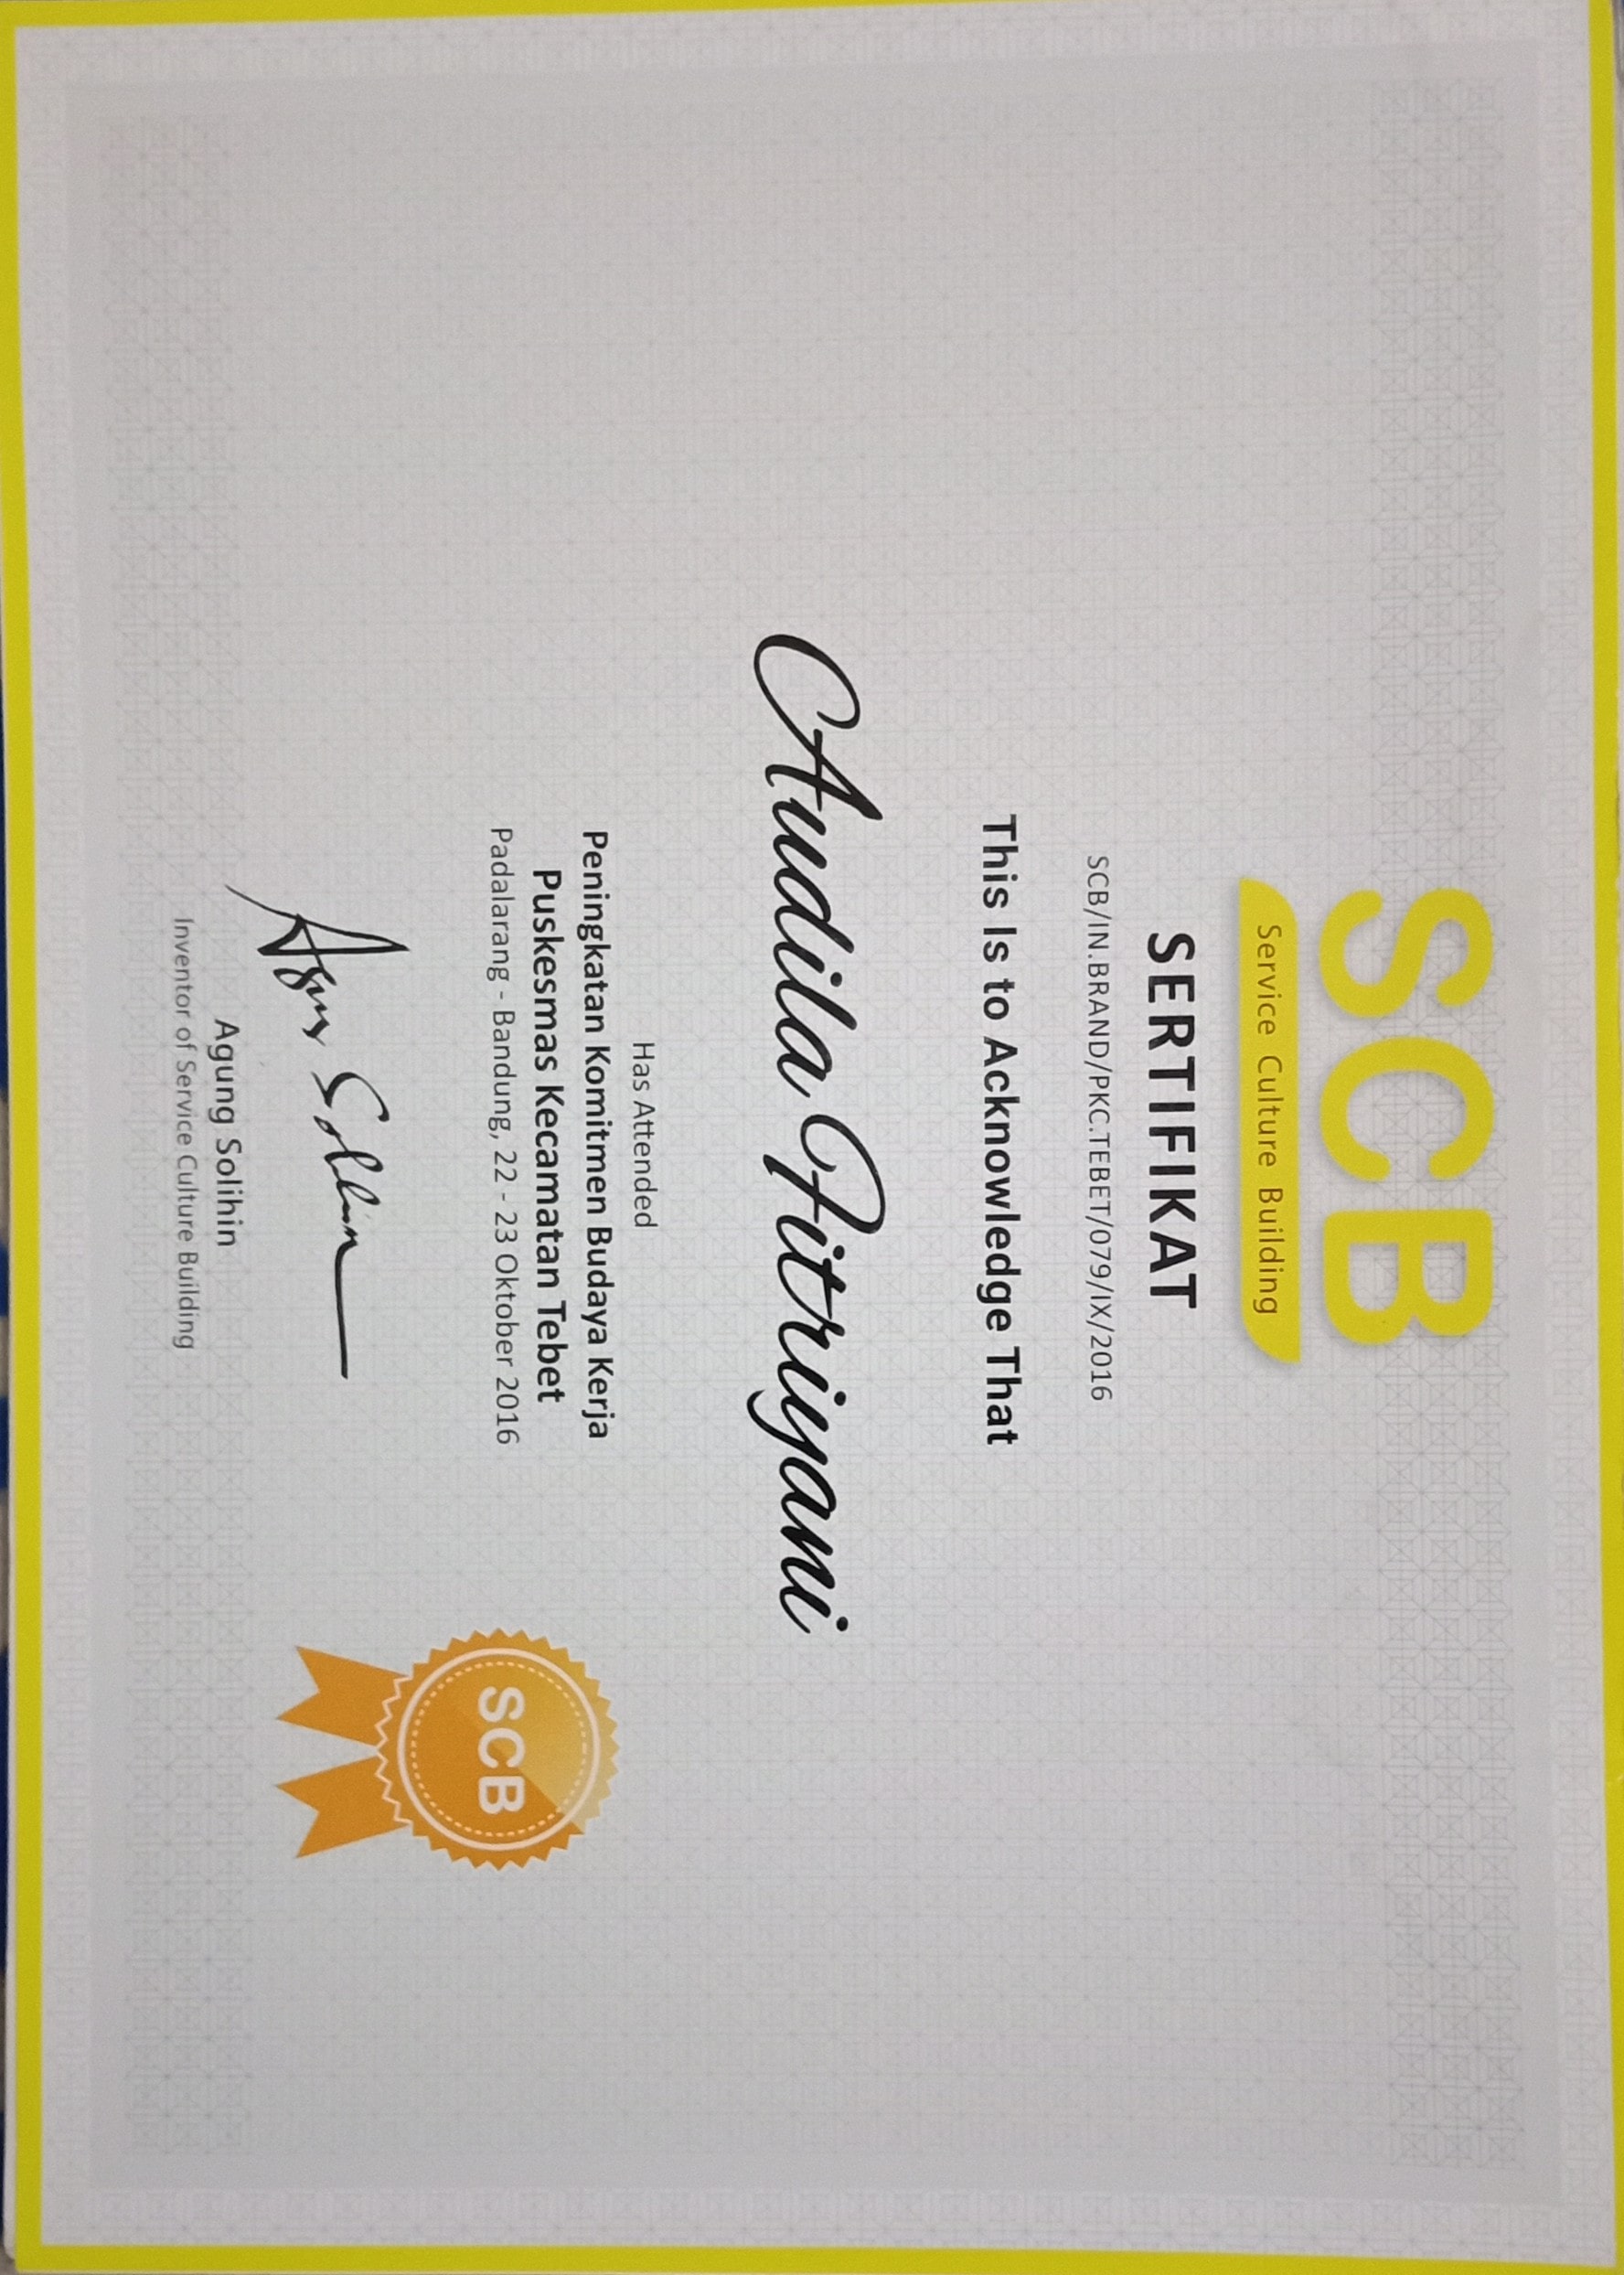 SCB
Service Culture Building
SERTIFIKAT
SCB/IN.BRAND/PKC.TEBET/079/IX/2016
This Is to Acknowledge That
Audila Fitriyani
Has Attended
Peningkatan Komitmen Budaya Kerja
Puskesmas Kecamatan Tebet
Padalarang - Bandung, 22 - 23 Oktober 2016
SCB
Agung Solihin
Agung Solihin
Inventor of Service Culture Building